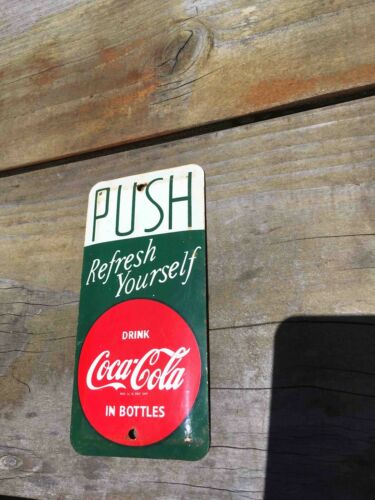 PUSH
Refresh
Yourself
DRINK
Coca-Cola
IN BOTTLES